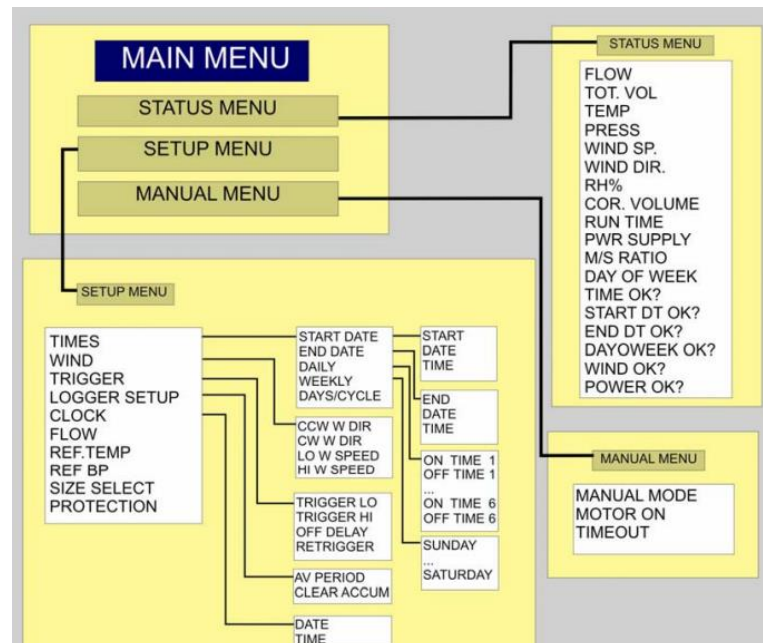 MAIN MENU
STATUS MENU
SETUP MENU
MANUAL MENU
STATUS MENU
FLOW
TOT. VOL
TEMP
PRESS
WIND SP.
WIND DIR.
RH%
COR. VOLUME
RUN TIME
PWR SUPPLY
M/S RATIO
DAY OF WEEK
TIME OK?
START DT OK?
END DT OK?
DAYOWEEK OK?
WIND OK?
POWER OK?
SETUP MENU
TIMES
WIND
TRIGGER
LOGGER SETUP
CLOCK
FLOW
REF.TEMP
REF BP
SIZE SELECT
PROTECTION
START DATE
END DATE
DAILY
WEEKLY
DAYS/CYCLE
CCW W DIR
CW W DIR
LO W SPEED
HI W SPEED
TRIGGER LO
TRIGGER HI
OFF DELAY
RETRIGGER
AV PERIOD
CLEAR ACCUM
DATE
TIME
START
DATE
TIME
END
DATE
TIME
ON TIME 1
OFF TIME 1
...
ON TIME 6
OFF TIME 6
SUNDAY
...
SATURDAY
MANUAL MENU
MANUAL MODE
MOTOR ON
TIMEOUT